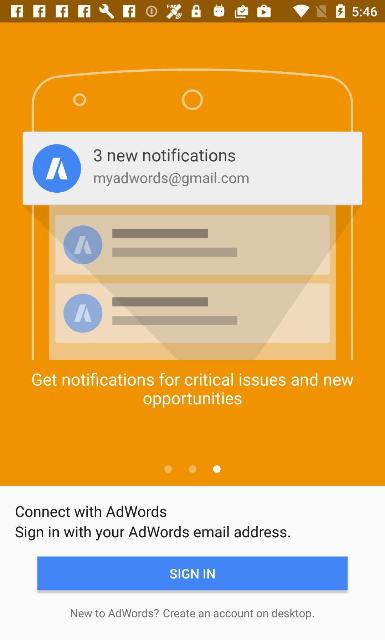 5:46
3 new notifications
myadwords@gmail.com
Get notifications for critical issues and new
opportunities
Connect with AdWords
Sign in with your AdWords email address.
SIGN IN
New to AdWords? Create an account on desktop.